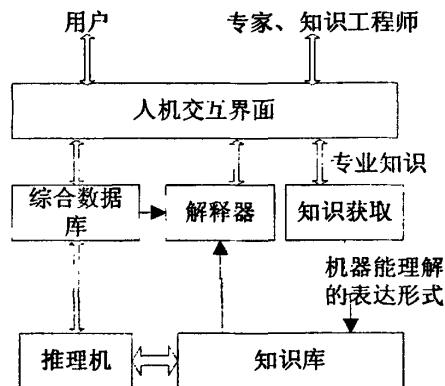 用户
专家、知识工程师
人机交互界面
专业知识
综合数据
库
解释器
知识获取
机器能理解
的表达形式
推理机
知识库